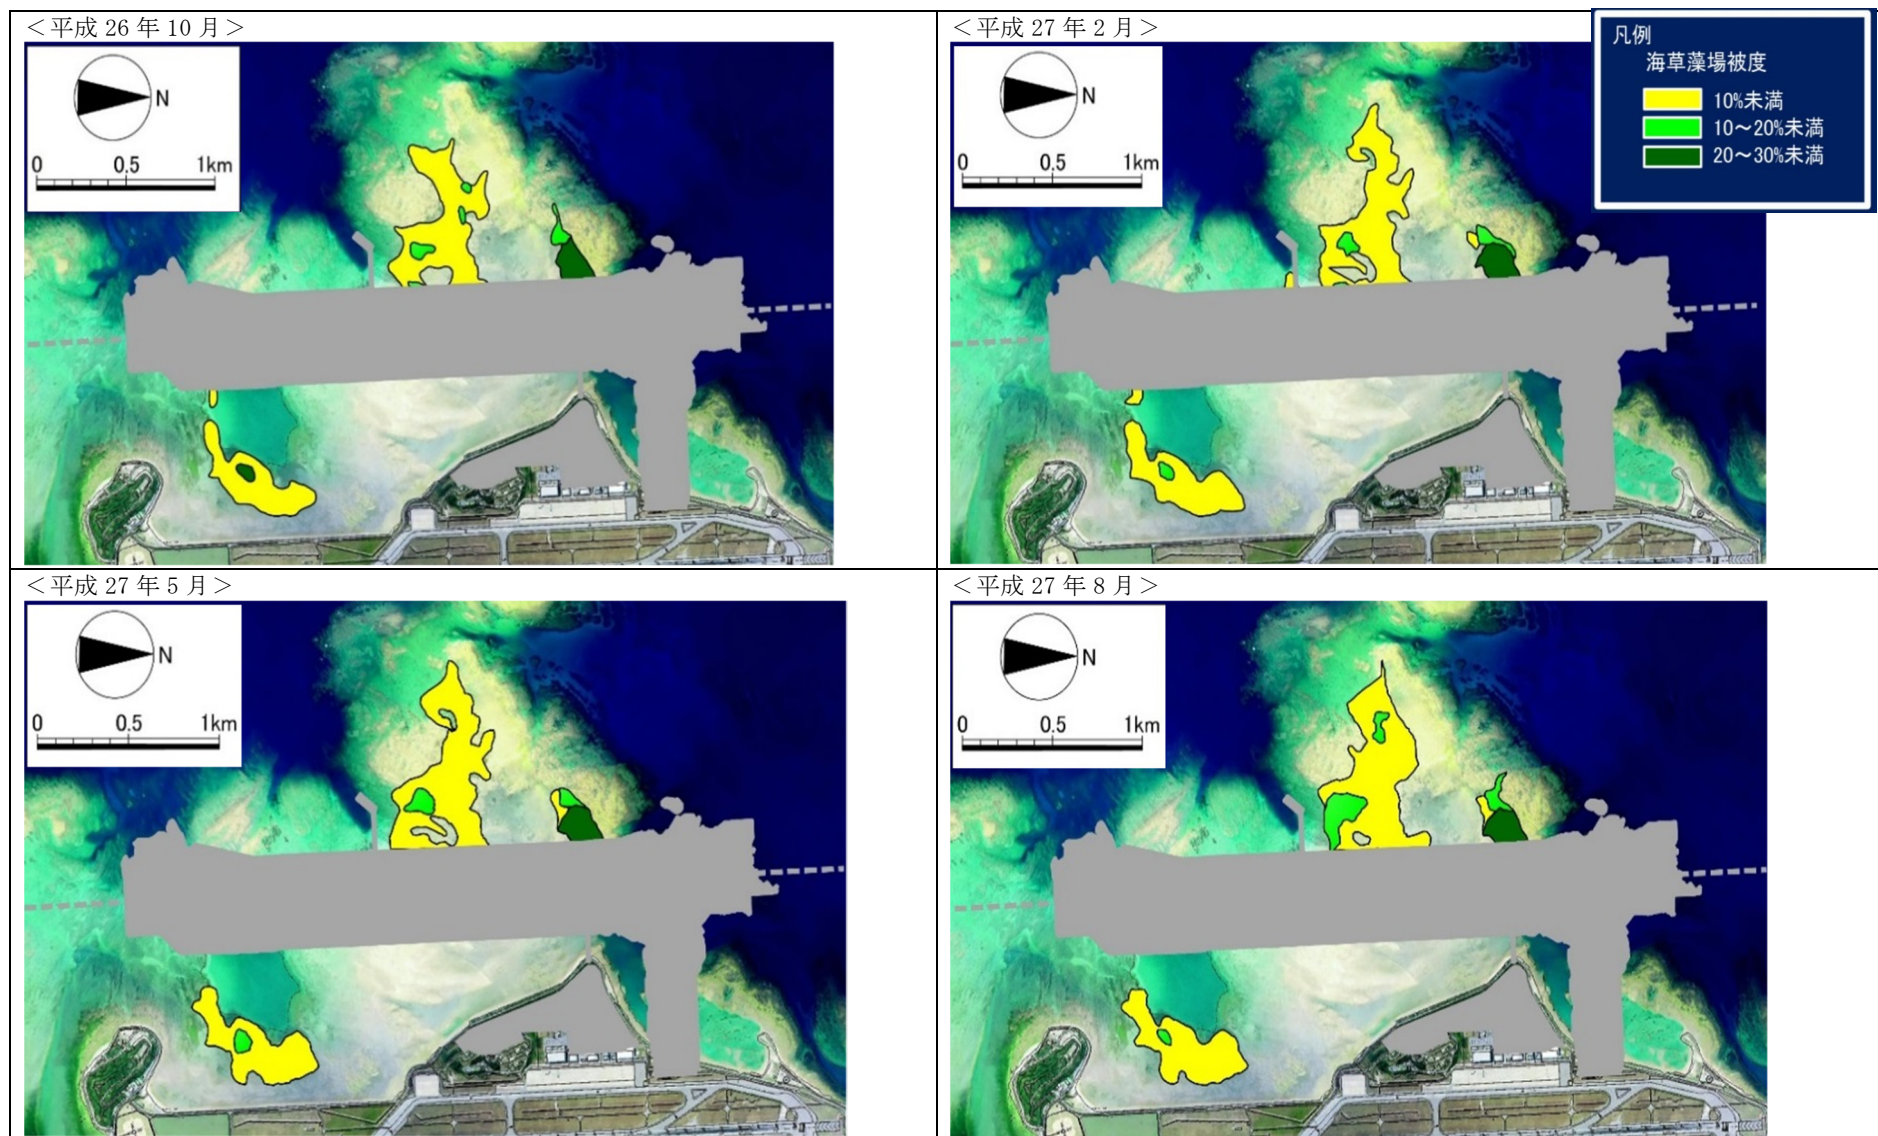 ＜平成 26 年 10 月＞
N
0 0.5 1km
＜平成 27 年 2 月＞
N
0 0.5 1km
凡例
海草藻場被度
10%未満
10～20%未満
20～30%未満
＜平成 27 年 5 月＞
N
0 0.5 1km
＜平成 27 年 8 月＞
N
0 0.5 1km